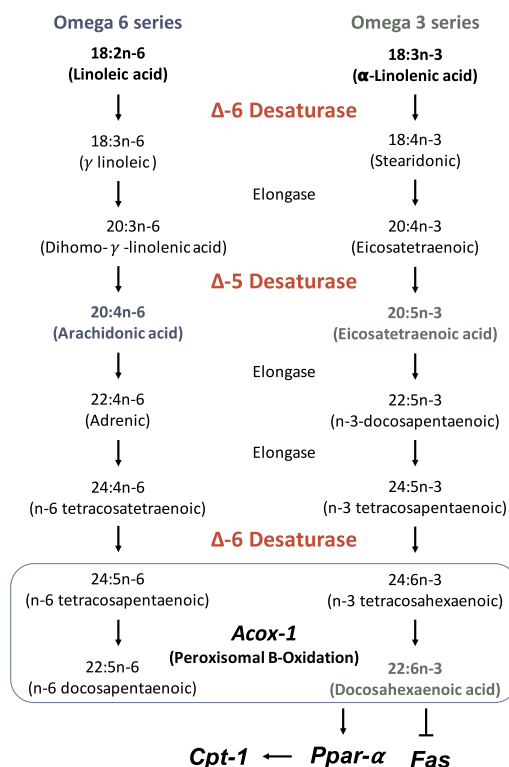 Omega 6 series Omega 3 series
18:2n-6 18:3n-3
(Linoleic acid) (α-Linolenic acid)
Δ-6 Desaturase
18:3n-6 18:4n-3
(γ linoleic) (Stearidonic)
Elongase
20:3n-6 20:4n-3
(Dihomo-γ-linolenic acid) (Eicosatetraenoic)
Δ-5 Desaturase
20:4n-6 20:5n-3
(Arachidonic acid) (Eicosatetraenoic acid)
Elongase
22:4n-6 22:5n-3
(Adrenic) (n-3-docosapentaenoic)
Elongase
24:4n-6 24:5n-3
(n-6 tetracosatetraenoic) (n-3 tetracosapentaenoic)
Δ-6 Desaturase
24:5n-6 24:6n-3
(n-6 tetracosapentaenoic) (n-3 tetracosahexaenoic)
Acox-1
(Peroxisomal B-Oxidation)
22:5n-6 22:6n-3
(n-6 docosapentaenoic) (Docosahexaenoic acid)
Cpt-1 Ppar-α Fas